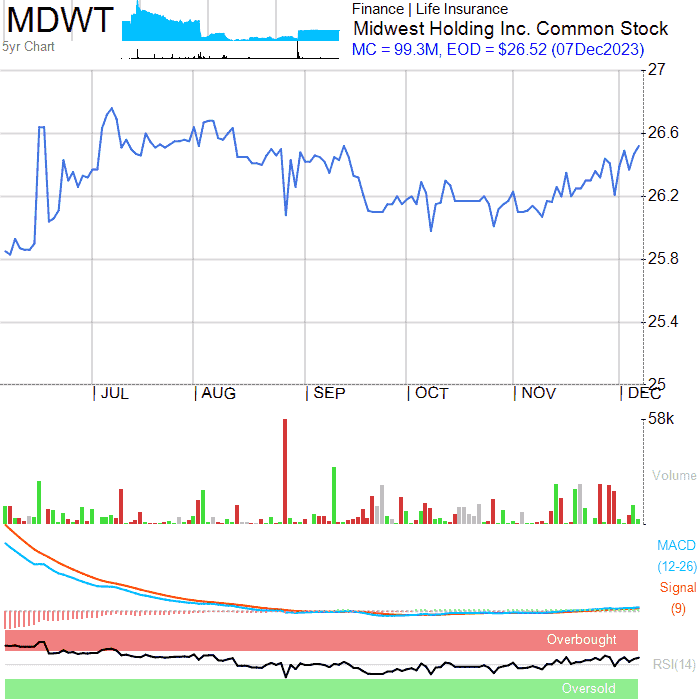 MDWT
5yr Chart
Finance | Life Insurance
Midwest Holding Inc. Common Stock
MC = 99.3M, EOD = $26.52 (07Dec2023)
27
26.6
26.2
25.8
25.4
25
JUL AUG SEP OCT NOV DEC
58k
Volume
MACD
(12-26)
Signal
(9)
Overbought
RSI(14)
Oversold